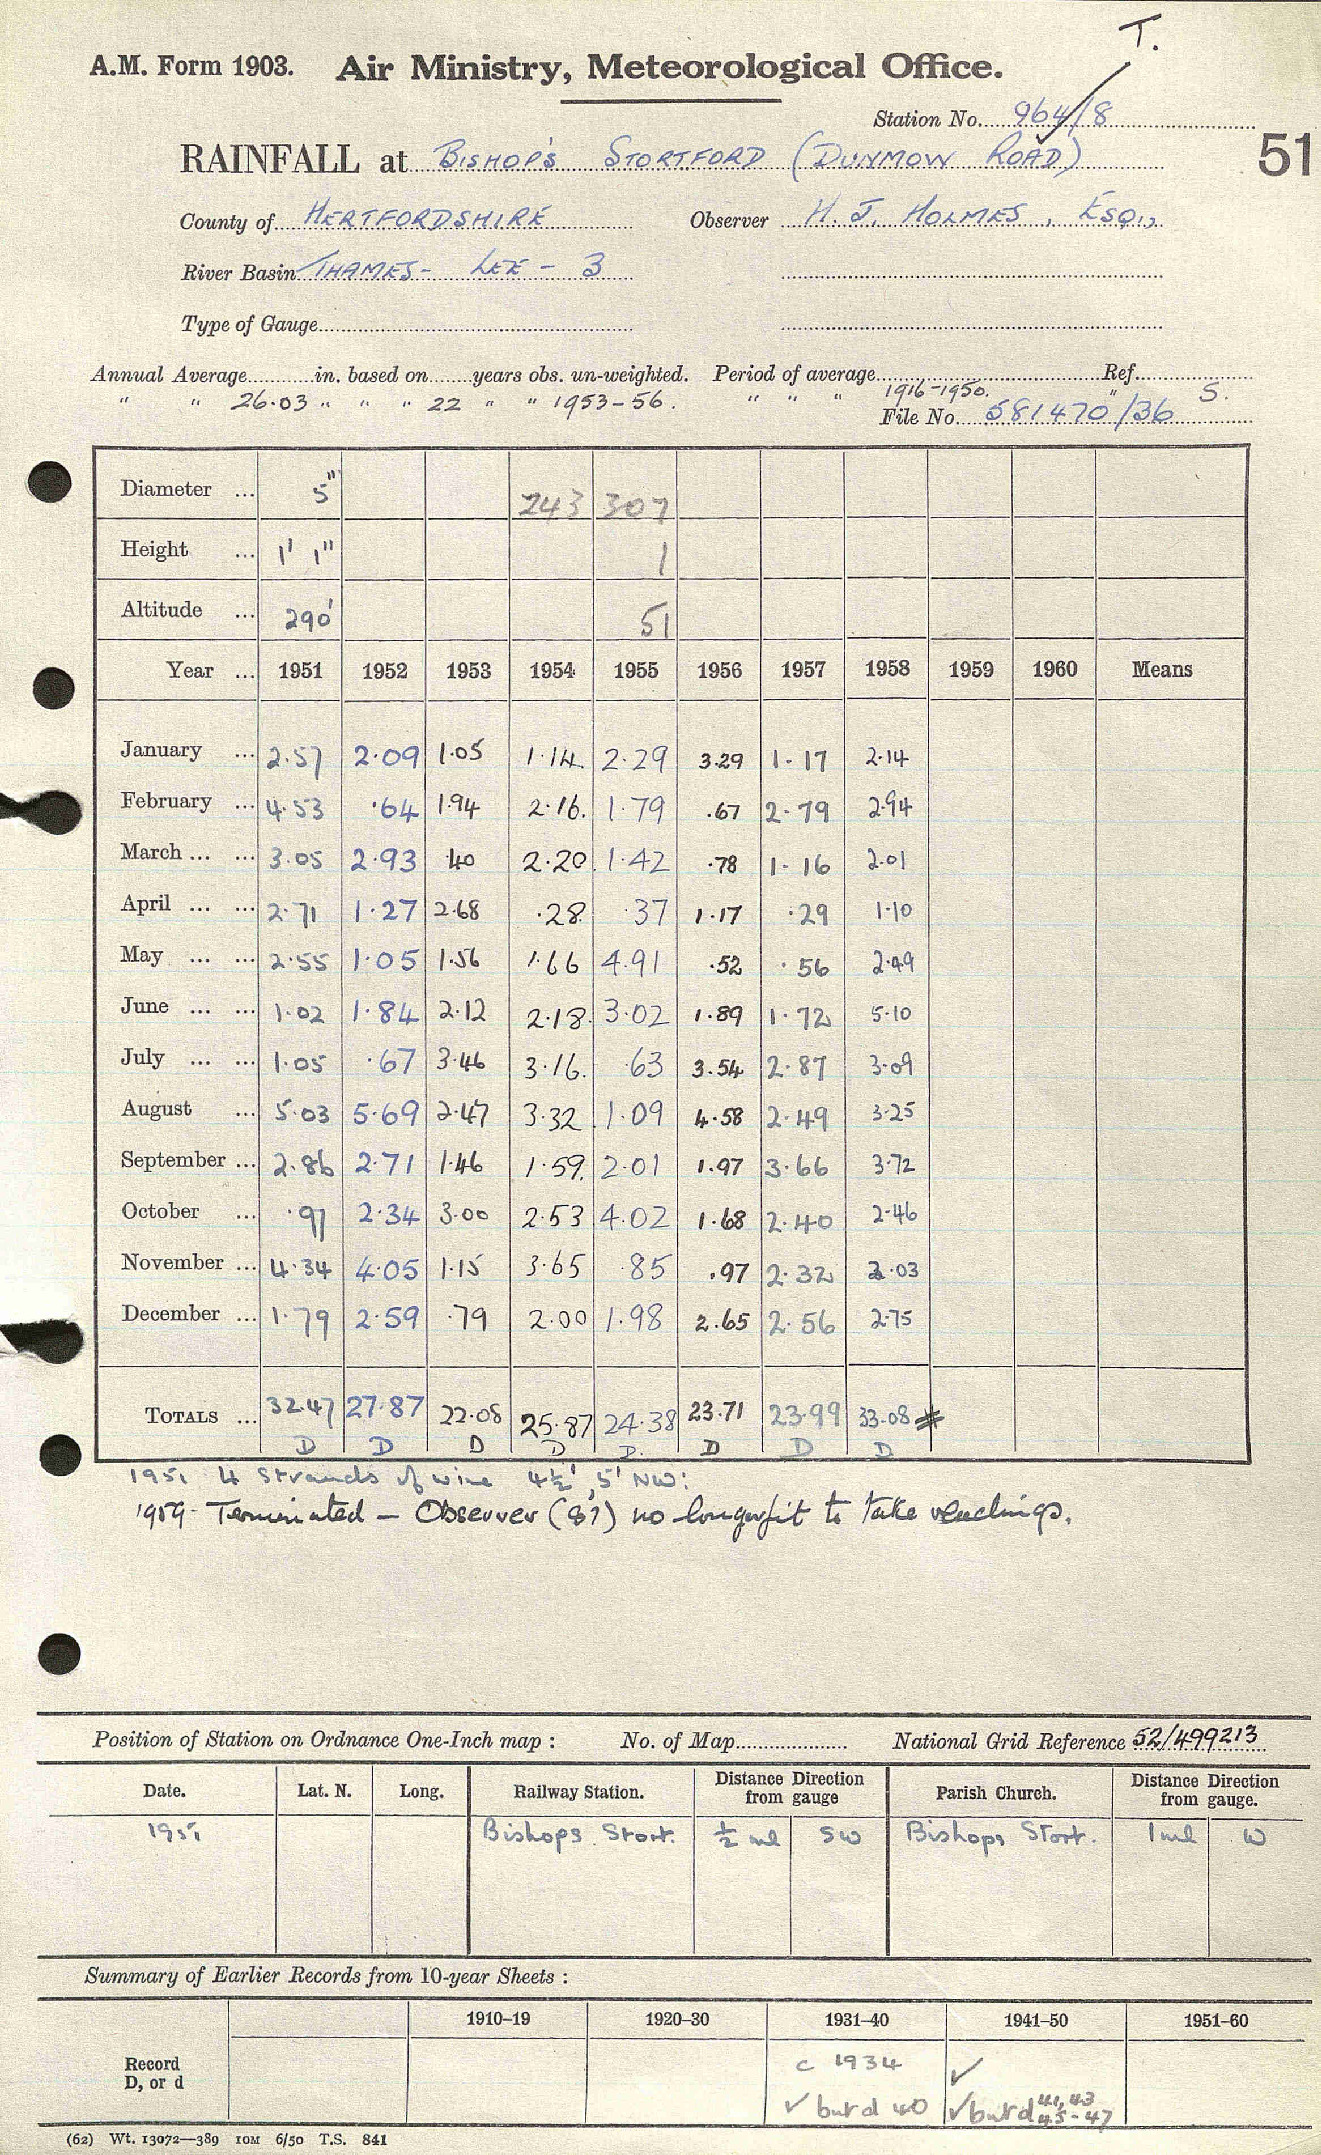 T.
A.M. Form 1903. Air Ministry, Meteorological Office.
Station No. 964/8
51
RAINFALL at BISHOP'S STORTFORD (DUNMOW ROAD)
County of HERTFORDSHIRE Observer H. J. HOLMES, ESQ.,
River Basin THAMES - LEE - 3
Type of Gauge
Annual Average in. based on years obs. un-weighted. Period of average Ref.
" " 26.03 " " " 22 " " 1953-56. " " " 1916-1950. " S.
File No. 581470/36
Diameter ... 5" 243 307
Height ... 1' 1" 1
Altitude ... 290' 51
Year ... 1951 1952 1953 1954 1955 1956 1957 1958 1959 1960 Means
January ... 2.57 2.09 1.05 1.14 2.29 3.29 1.17 2.14
February ... 4.53 .64 1.94 2.16 1.79 .67 2.79 2.94
March ... ... 3.05 2.93 .40 2.20 1.42 .78 1.16 2.01
April ... ... 2.71 1.27 2.68 .28 .37 1.17 .29 1.10
May ... ... 2.55 1.05 1.56 1.66 4.91 .52 .56 2.49
June ... ... 1.02 1.84 2.12 2.18 3.02 1.89 1.72 5.10
July ... ... 1.05 .67 3.46 3.16 .63 3.54 2.87 3.09
August ... 5.03 5.69 2.47 3.32 1.09 4.58 2.49 3.25
September ... 2.86 2.71 1.46 1.59 2.01 1.97 3.66 3.72
October ... .97 2.34 3.00 2.53 4.02 1.68 2.40 2.46
November ... 4.34 4.05 1.15 3.65 .85 .97 2.32 2.03
December ... 1.79 2.59 .79 2.00 1.98 2.65 2.56 2.75
TOTALS ... 32.47 27.87 22.08 25.87 24.38 23.71 23.99 33.08 #
D D D D D. D D D
1951 4 Strands of wire 4½', 5' NW:
1959 - Terminated - Observer (87) no longer fit to take readings.
Position of Station on Ordnance One-Inch map : No. of Map National Grid Reference 52/499213
Date. Lat. N. Long. Railway Station. Distance Direction from gauge Parish Church. Distance Direction from gauge.
1951 Bishops Stort. ½ ml SW Bishops Stort. 1 ml W
Summary of Earlier Records from 10-year Sheets :
1910-19 1920-30 1931-40 1941-50 1951-60
Record c 1934 ✓
D, or d ✓ but d 40 ✓ but d 41, 43 45-47
(62) Wt. 13072—389 10M 6/50 T.S. 841